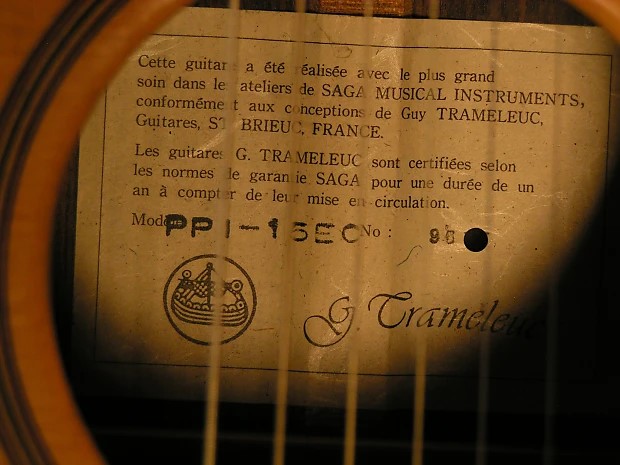 Cette guitare a été réalisée avec le plus grand
soin dans les ateliers de SAGA MUSICAL INSTRUMENTS,
conformément aux conceptions de Guy TRAMELEUC,
Guitares, ST BRIEUC, FRANCE.
Les guitares G. TRAMELEUC sont certifiées selon
les normes de garantie SAGA pour une durée de un
an à compter de leur mise en circulation.
Modèle PP1-15EC No :
G. Trameleuc